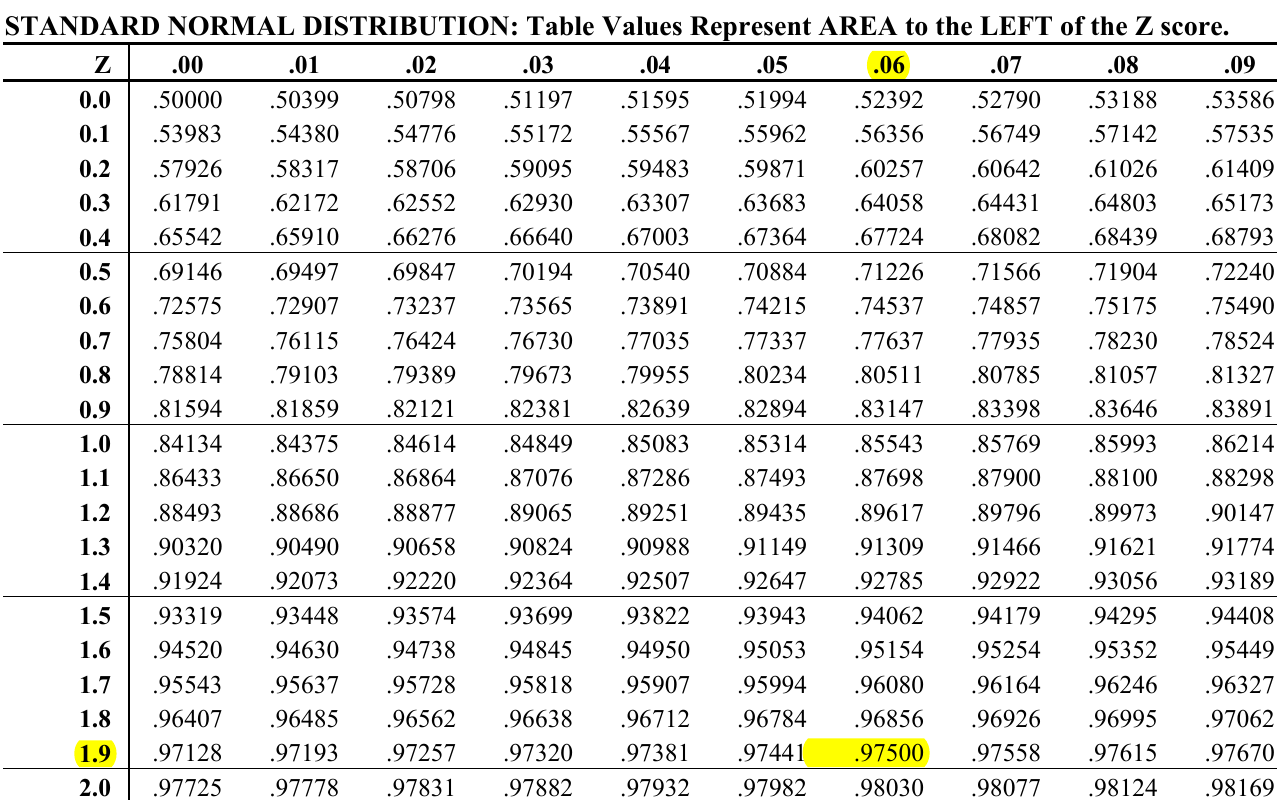 STANDARD NORMAL DISTRIBUTION: Table Values Represent AREA to the LEFT of the Z score.
Z .00 .01 .02 .03 .04 .05 .06 .07 .08 .09
0.0 .50000 .50399 .50798 .51197 .51595 .51994 .52392 .52790 .53188 .53586
0.1 .53983 .54380 .54776 .55172 .55567 .55962 .56356 .56749 .57142 .57535
0.2 .57926 .58317 .58706 .59095 .59483 .59871 .60257 .60642 .61026 .61409
0.3 .61791 .62172 .62552 .62930 .63307 .63683 .64058 .64431 .64803 .65173
0.4 .65542 .65910 .66276 .66640 .67003 .67364 .67724 .68082 .68439 .68793
0.5 .69146 .69497 .69847 .70194 .70540 .70884 .71226 .71566 .71904 .72240
0.6 .72575 .72907 .73237 .73565 .73891 .74215 .74537 .74857 .75175 .75490
0.7 .75804 .76115 .76424 .76730 .77035 .77337 .77637 .77935 .78230 .78524
0.8 .78814 .79103 .79389 .79673 .79955 .80234 .80511 .80785 .81057 .81327
0.9 .81594 .81859 .82121 .82381 .82639 .82894 .83147 .83398 .83646 .83891
1.0 .84134 .84375 .84614 .84849 .85083 .85314 .85543 .85769 .85993 .86214
1.1 .86433 .86650 .86864 .87076 .87286 .87493 .87698 .87900 .88100 .88298
1.2 .88493 .88686 .88877 .89065 .89251 .89435 .89617 .89796 .89973 .90147
1.3 .90320 .90490 .90658 .90824 .90988 .91149 .91309 .91466 .91621 .91774
1.4 .91924 .92073 .92220 .92364 .92507 .92647 .92785 .92922 .93056 .93189
1.5 .93319 .93448 .93574 .93699 .93822 .93943 .94062 .94179 .94295 .94408
1.6 .94520 .94630 .94738 .94845 .94950 .95053 .95154 .95254 .95352 .95449
1.7 .95543 .95637 .95728 .95818 .95907 .95994 .96080 .96164 .96246 .96327
1.8 .96407 .96485 .96562 .96638 .96712 .96784 .96856 .96926 .96995 .97062
1.9 .97128 .97193 .97257 .97320 .97381 .97441 .97500 .97558 .97615 .97670
2.0 .97725 .97778 .97831 .97882 .97932 .97982 .98030 .98077 .98124 .98169